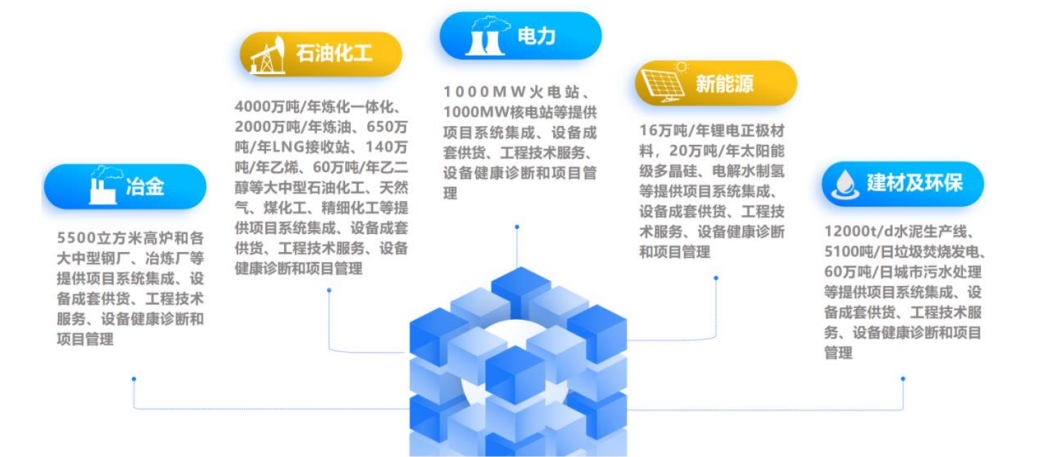 冶金
5500立方米高炉和各
大中型钢厂、冶炼厂等
提供项目系统集成、设
备成套供货、工程技术
服务、设备健康诊断和
项目管理
石油化工
4000万吨/年炼化一体化、
2000万吨/年炼油、650万
吨/年LNG接收站、140万
吨/年乙烯、60万吨/年乙二
醇等大中型石油化工、天然
气、煤化工、精细化工等提
供项目系统集成、设备成套
供货、工程技术服务、设备
健康诊断和项目管理
电力
1000MW火电站、
1000MW核电站等提供
项目系统集成、设备成
套供货、工程技术服务、
设备健康诊断和项目管
理
新能源
16万吨/年锂电正极材
料，20万吨/年太阳能
级多晶硅、电解水制氢
等提供项目系统集成、
设备成套供货、工程技
术服务、设备健康诊断
和项目管理
建材及环保
12000t/d水泥生产线、
5100吨/日垃圾焚烧发电、
60万吨/日城市污水处理
等提供项目系统集成、设
备成套供货、工程技术服
务、设备健康诊断和项目
管理